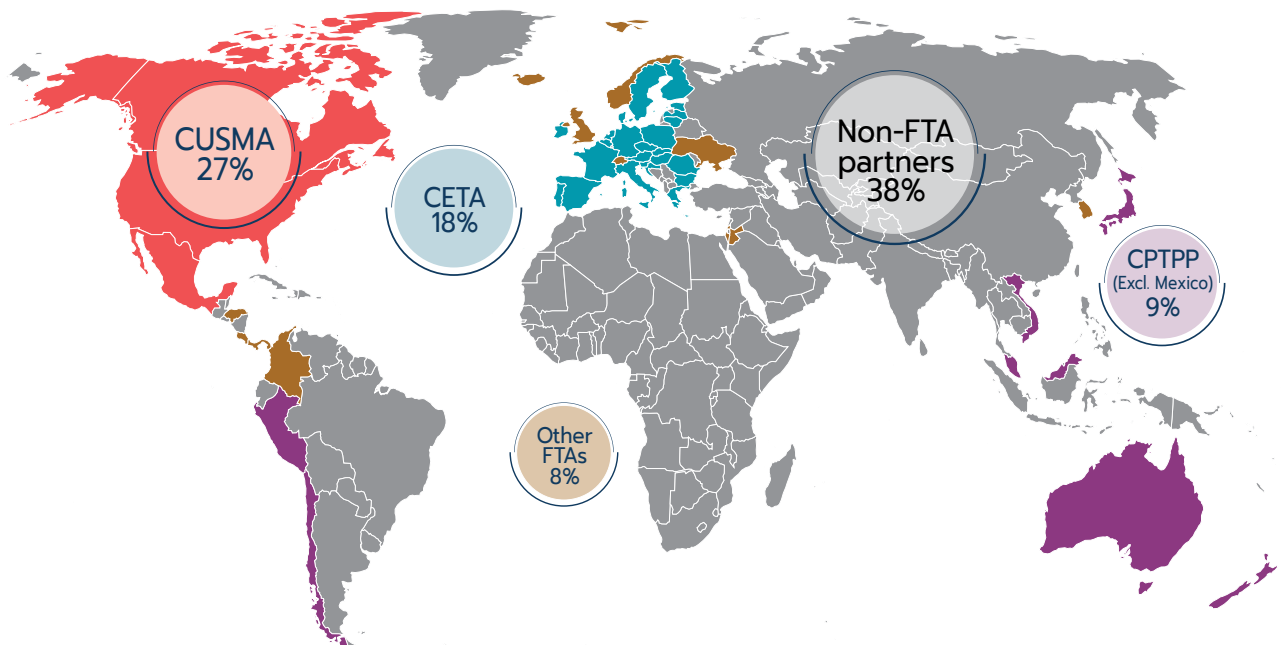 CUSMA
27%
CETA
18%
Non-FTA
partners
38%
CPTPP
(Excl. Mexico)
9%
Other
FTAs
8%